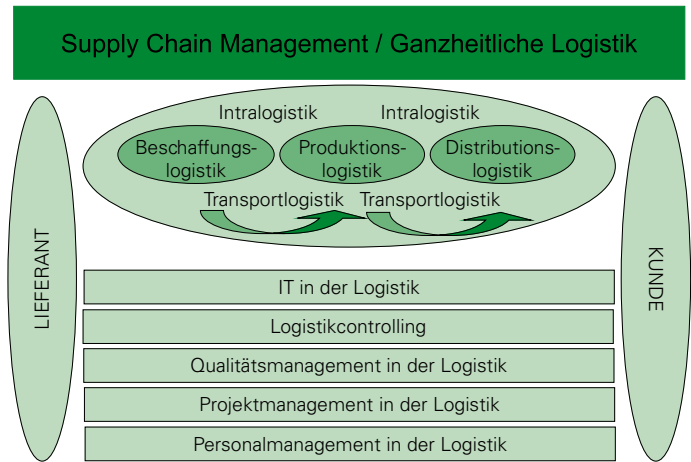 Supply Chain Management / Ganzheitliche Logistik
Intralogistik
Intralogistik
Beschaffungs-
logistik
Produktions-
logistik
Distributions-
logistik
Transportlogistik
Transportlogistik
LIEFERANT
KUNDE
IT in der Logistik
Logistikcontrolling
Qualitätsmanagement in der Logistik
Projektmanagement in der Logistik
Personalmanagement in der Logistik